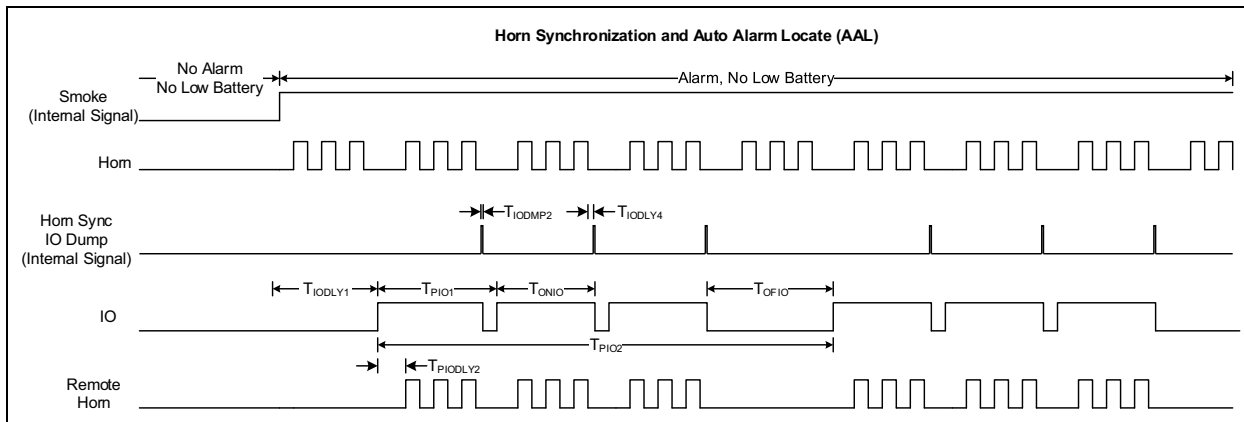 Horn Synchronization and Auto Alarm Locate (AAL)
No Alarm
No Low Battery
Alarm, No Low Battery
Smoke
(Internal Signal)
Horn
Horn Sync
IO Dump
(Internal Signal)
TIODMP2
TIODLY4
TIODLY1
TPIO1
TONIO
TOFIO
IO
TPIO2
TPIODLY2
Remote
Horn